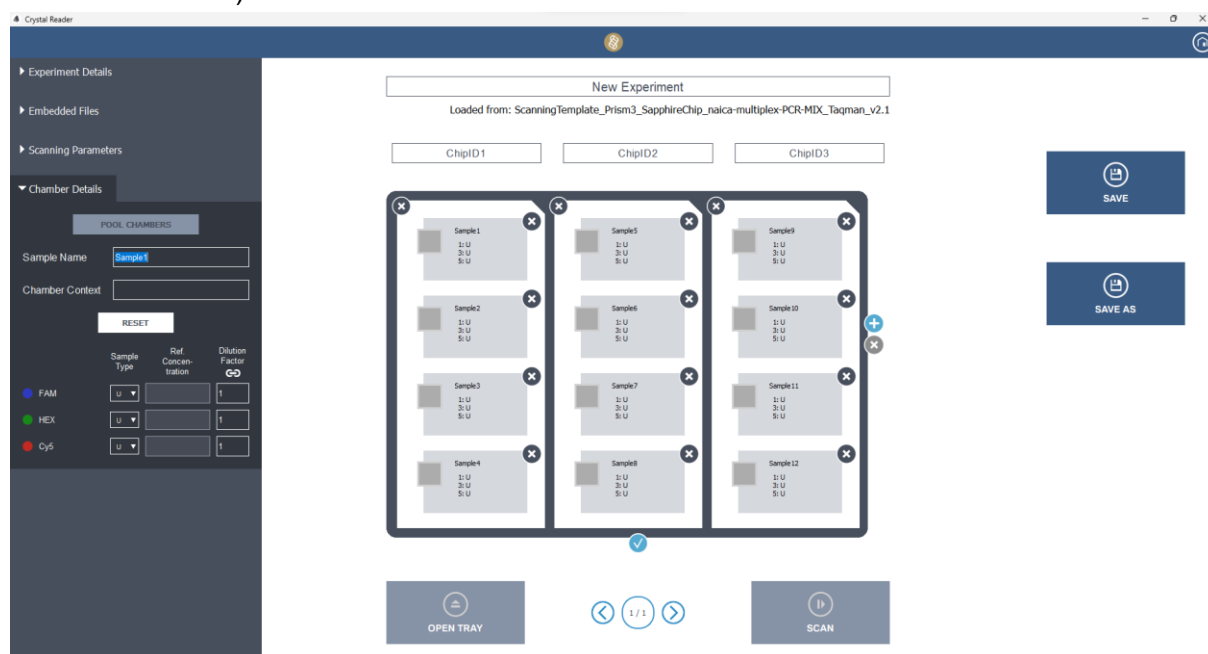 Crystal Reader
Experiment Details
Embedded Files
Scanning Parameters
Chamber Details
POOL CHAMBERS
Sample Name Sample1
Chamber Context
RESET
Sample Type
Ref. Concen-tration
Dilution Factor
FAM U 1
HEX U 1
Cy5 U 1
New Experiment
Loaded from: ScanningTemplate_Prism3_SapphireChip_naica-multiplex-PCR-MIX_Taqman_v2.1
ChipID1 ChipID2 ChipID3
Sample1
1: U
3: U
5: U
Sample2
1: U
3: U
5: U
Sample3
1: U
3: U
5: U
Sample4
1: U
3: U
5: U
Sample5
1: U
3: U
5: U
Sample6
1: U
3: U
5: U
Sample7
1: U
3: U
5: U
Sample8
1: U
3: U
5: U
Sample9
1: U
3: U
5: U
Sample10
1: U
3: U
5: U
Sample11
1: U
3: U
5: U
Sample12
1: U
3: U
5: U
OPEN TRAY
1/1
SCAN
SAVE
SAVE AS